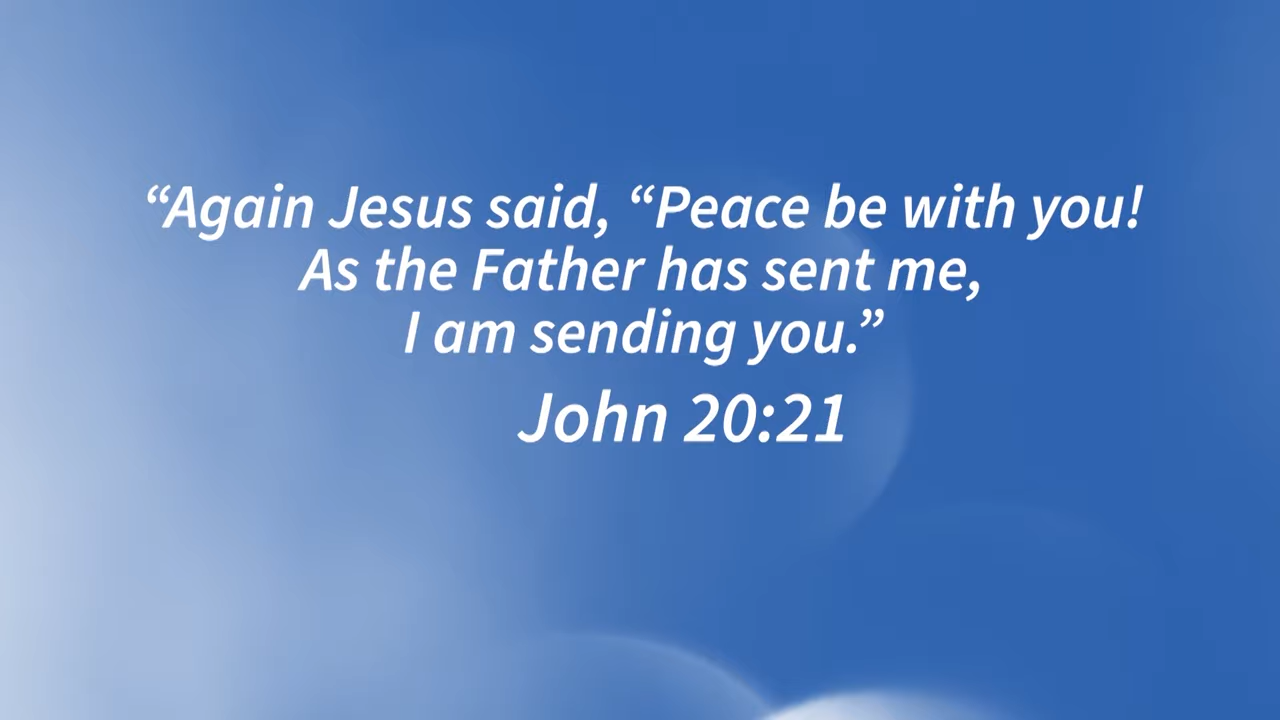 “Again Jesus said, “Peace be with you!
As the Father has sent me,
I am sending you.”
John 20:21